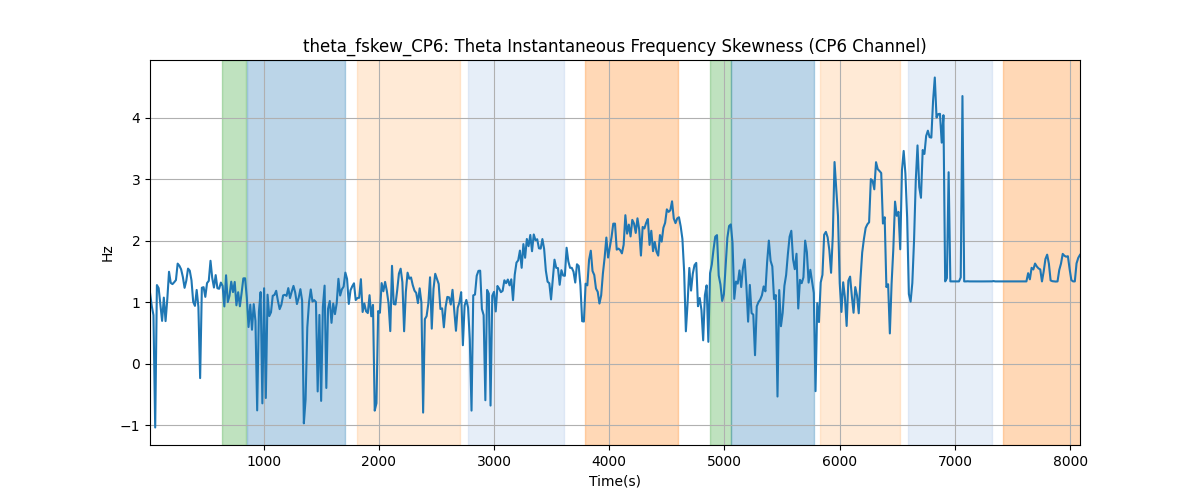 theta_fskew_CP6: Theta Instantaneous Frequency Skewness (CP6 Channel)
4
3
2
1
0
−1
Hz
1000 2000 3000 4000 5000 6000 7000 8000
Time(s)